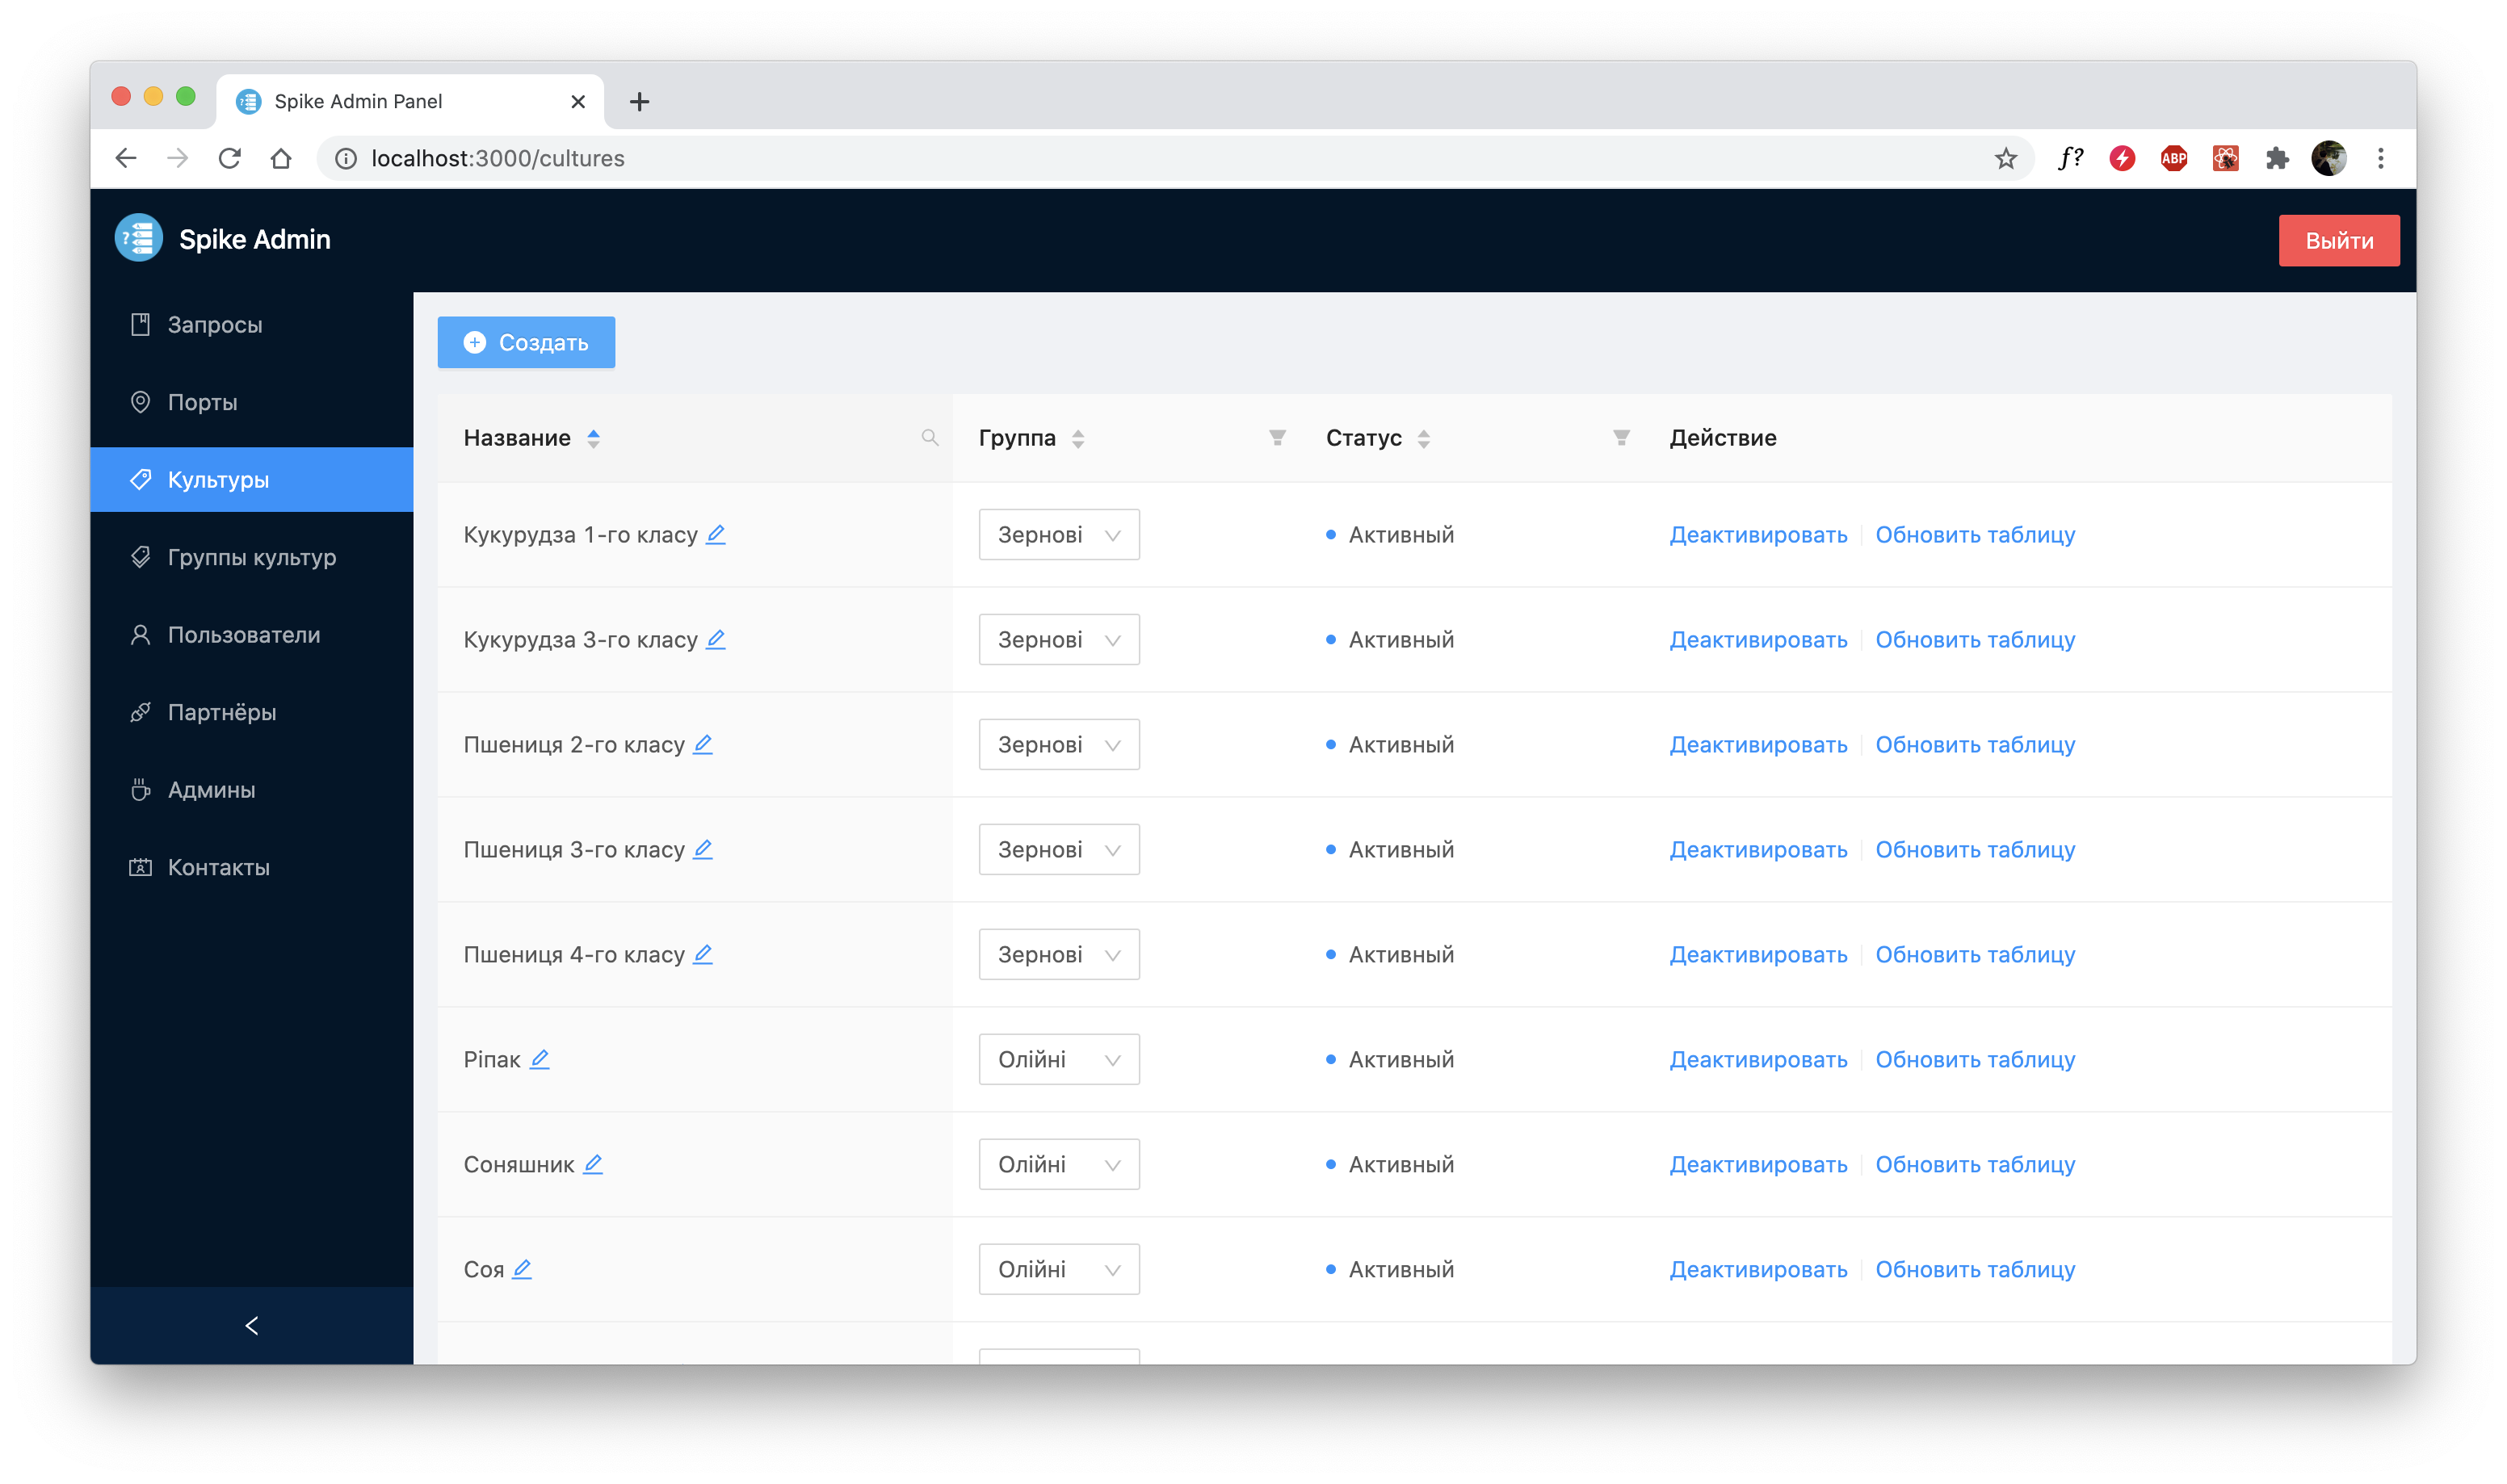 Spike Admin Panel
localhost:3000/cultures
f?
ABP
Spike Admin
Выйти
Запросы
Порты
Культуры
Группы культур
Пользователи
Партнёры
Админы
Контакты
Создать
Название Группа Статус Действие
Кукурудза 1-го класу Зернові Активный Деактивировать Обновить таблицу
Кукурудза 3-го класу Зернові Активный Деактивировать Обновить таблицу
Пшениця 2-го класу Зернові Активный Деактивировать Обновить таблицу
Пшениця 3-го класу Зернові Активный Деактивировать Обновить таблицу
Пшениця 4-го класу Зернові Активный Деактивировать Обновить таблицу
Ріпак Олійні Активный Деактивировать Обновить таблицу
Соняшник Олійні Активный Деактивировать Обновить таблицу
Соя Олійні Активный Деактивировать Обновить таблицу